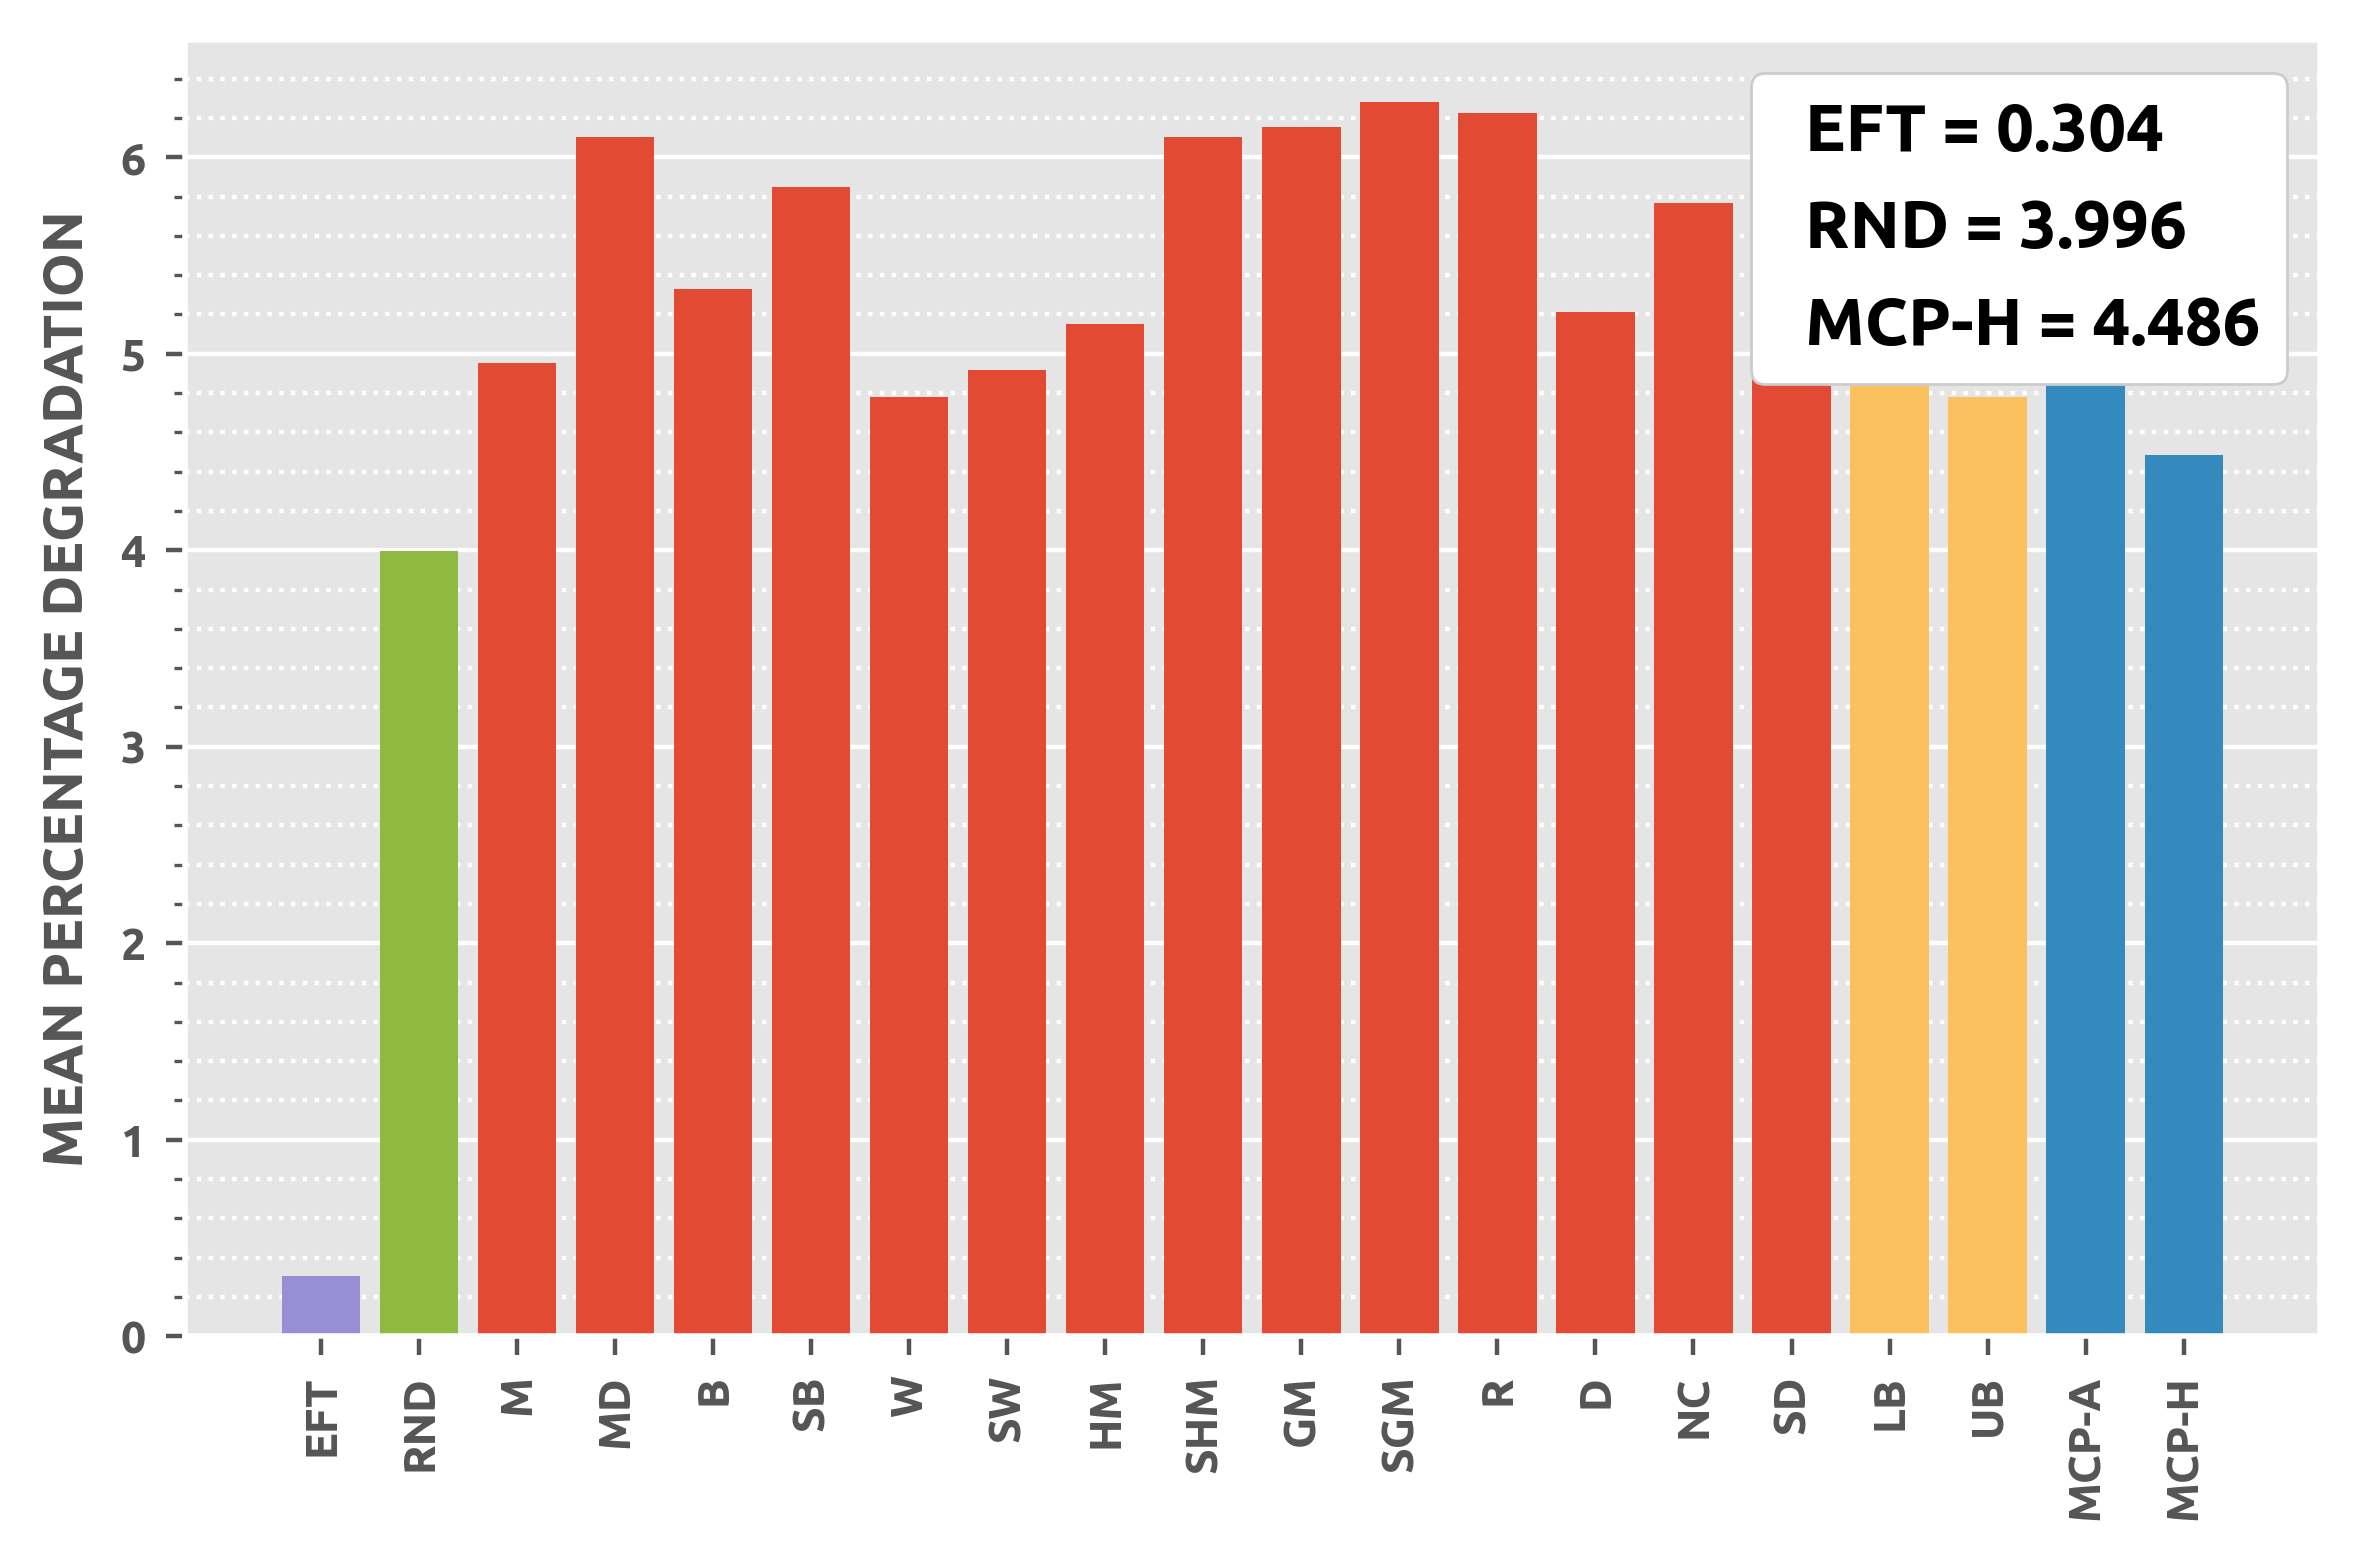 MEAN PERCENTAGE DEGRADATION
6
5
4
3
2
1
0
EFT = 0.304
RND = 3.996
MCP-H = 4.486
EFT
RND
M
MD
B
SB
W
SW
HM
SHM
GM
SGM
R
D
NC
SD
LB
UB
MCP-A
MCP-H